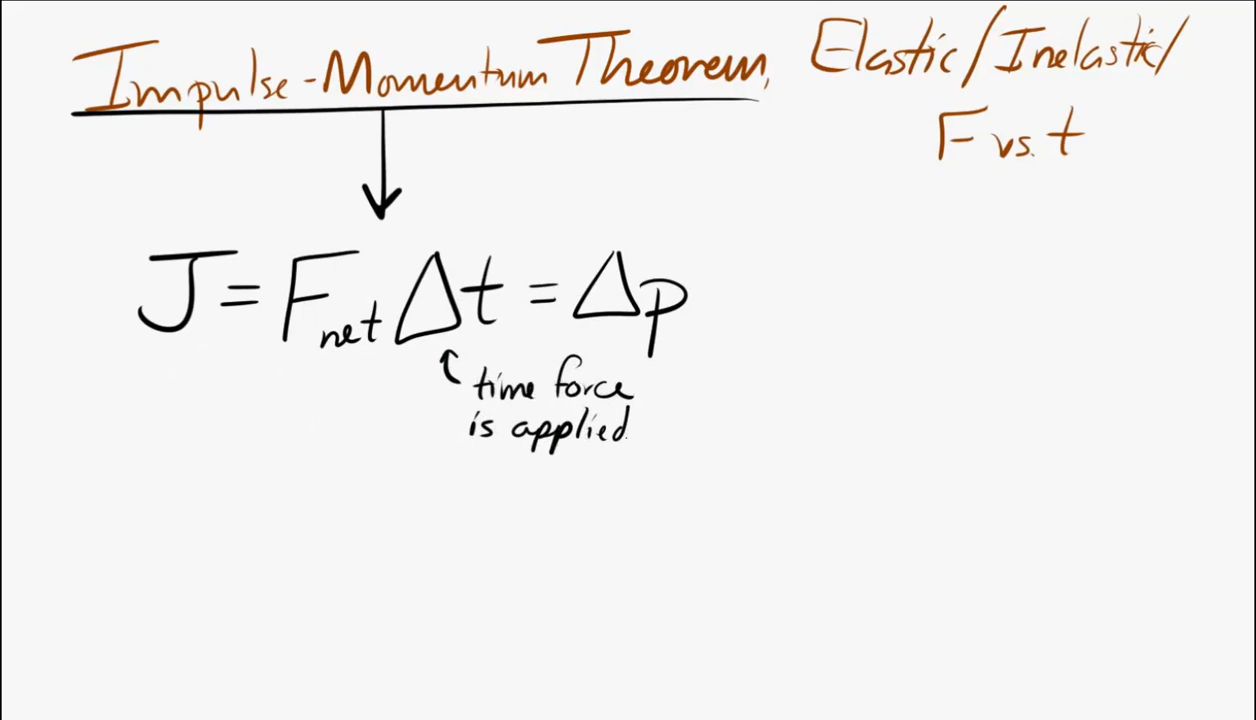 Impulse-Momentum Theorem, Elastic/Inelastic/
F vs. t
J = F_net Δt = Δp
time force
is applied.